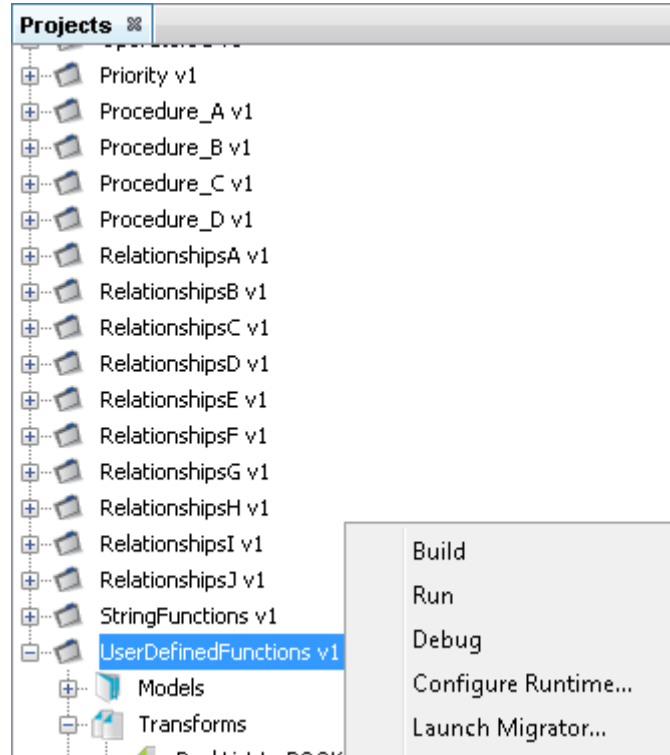 Projects
Priority v1
Procedure_A v1
Procedure_B v1
Procedure_C v1
Procedure_D v1
RelationshipsA v1
RelationshipsB v1
RelationshipsC v1
RelationshipsD v1
RelationshipsE v1
RelationshipsF v1
RelationshipsG v1
RelationshipsH v1
RelationshipsI v1
RelationshipsJ v1
StringFunctions v1
UserDefinedFunctions v1
Models
Transforms
Build
Run
Debug
Configure Runtime...
Launch Migrator...